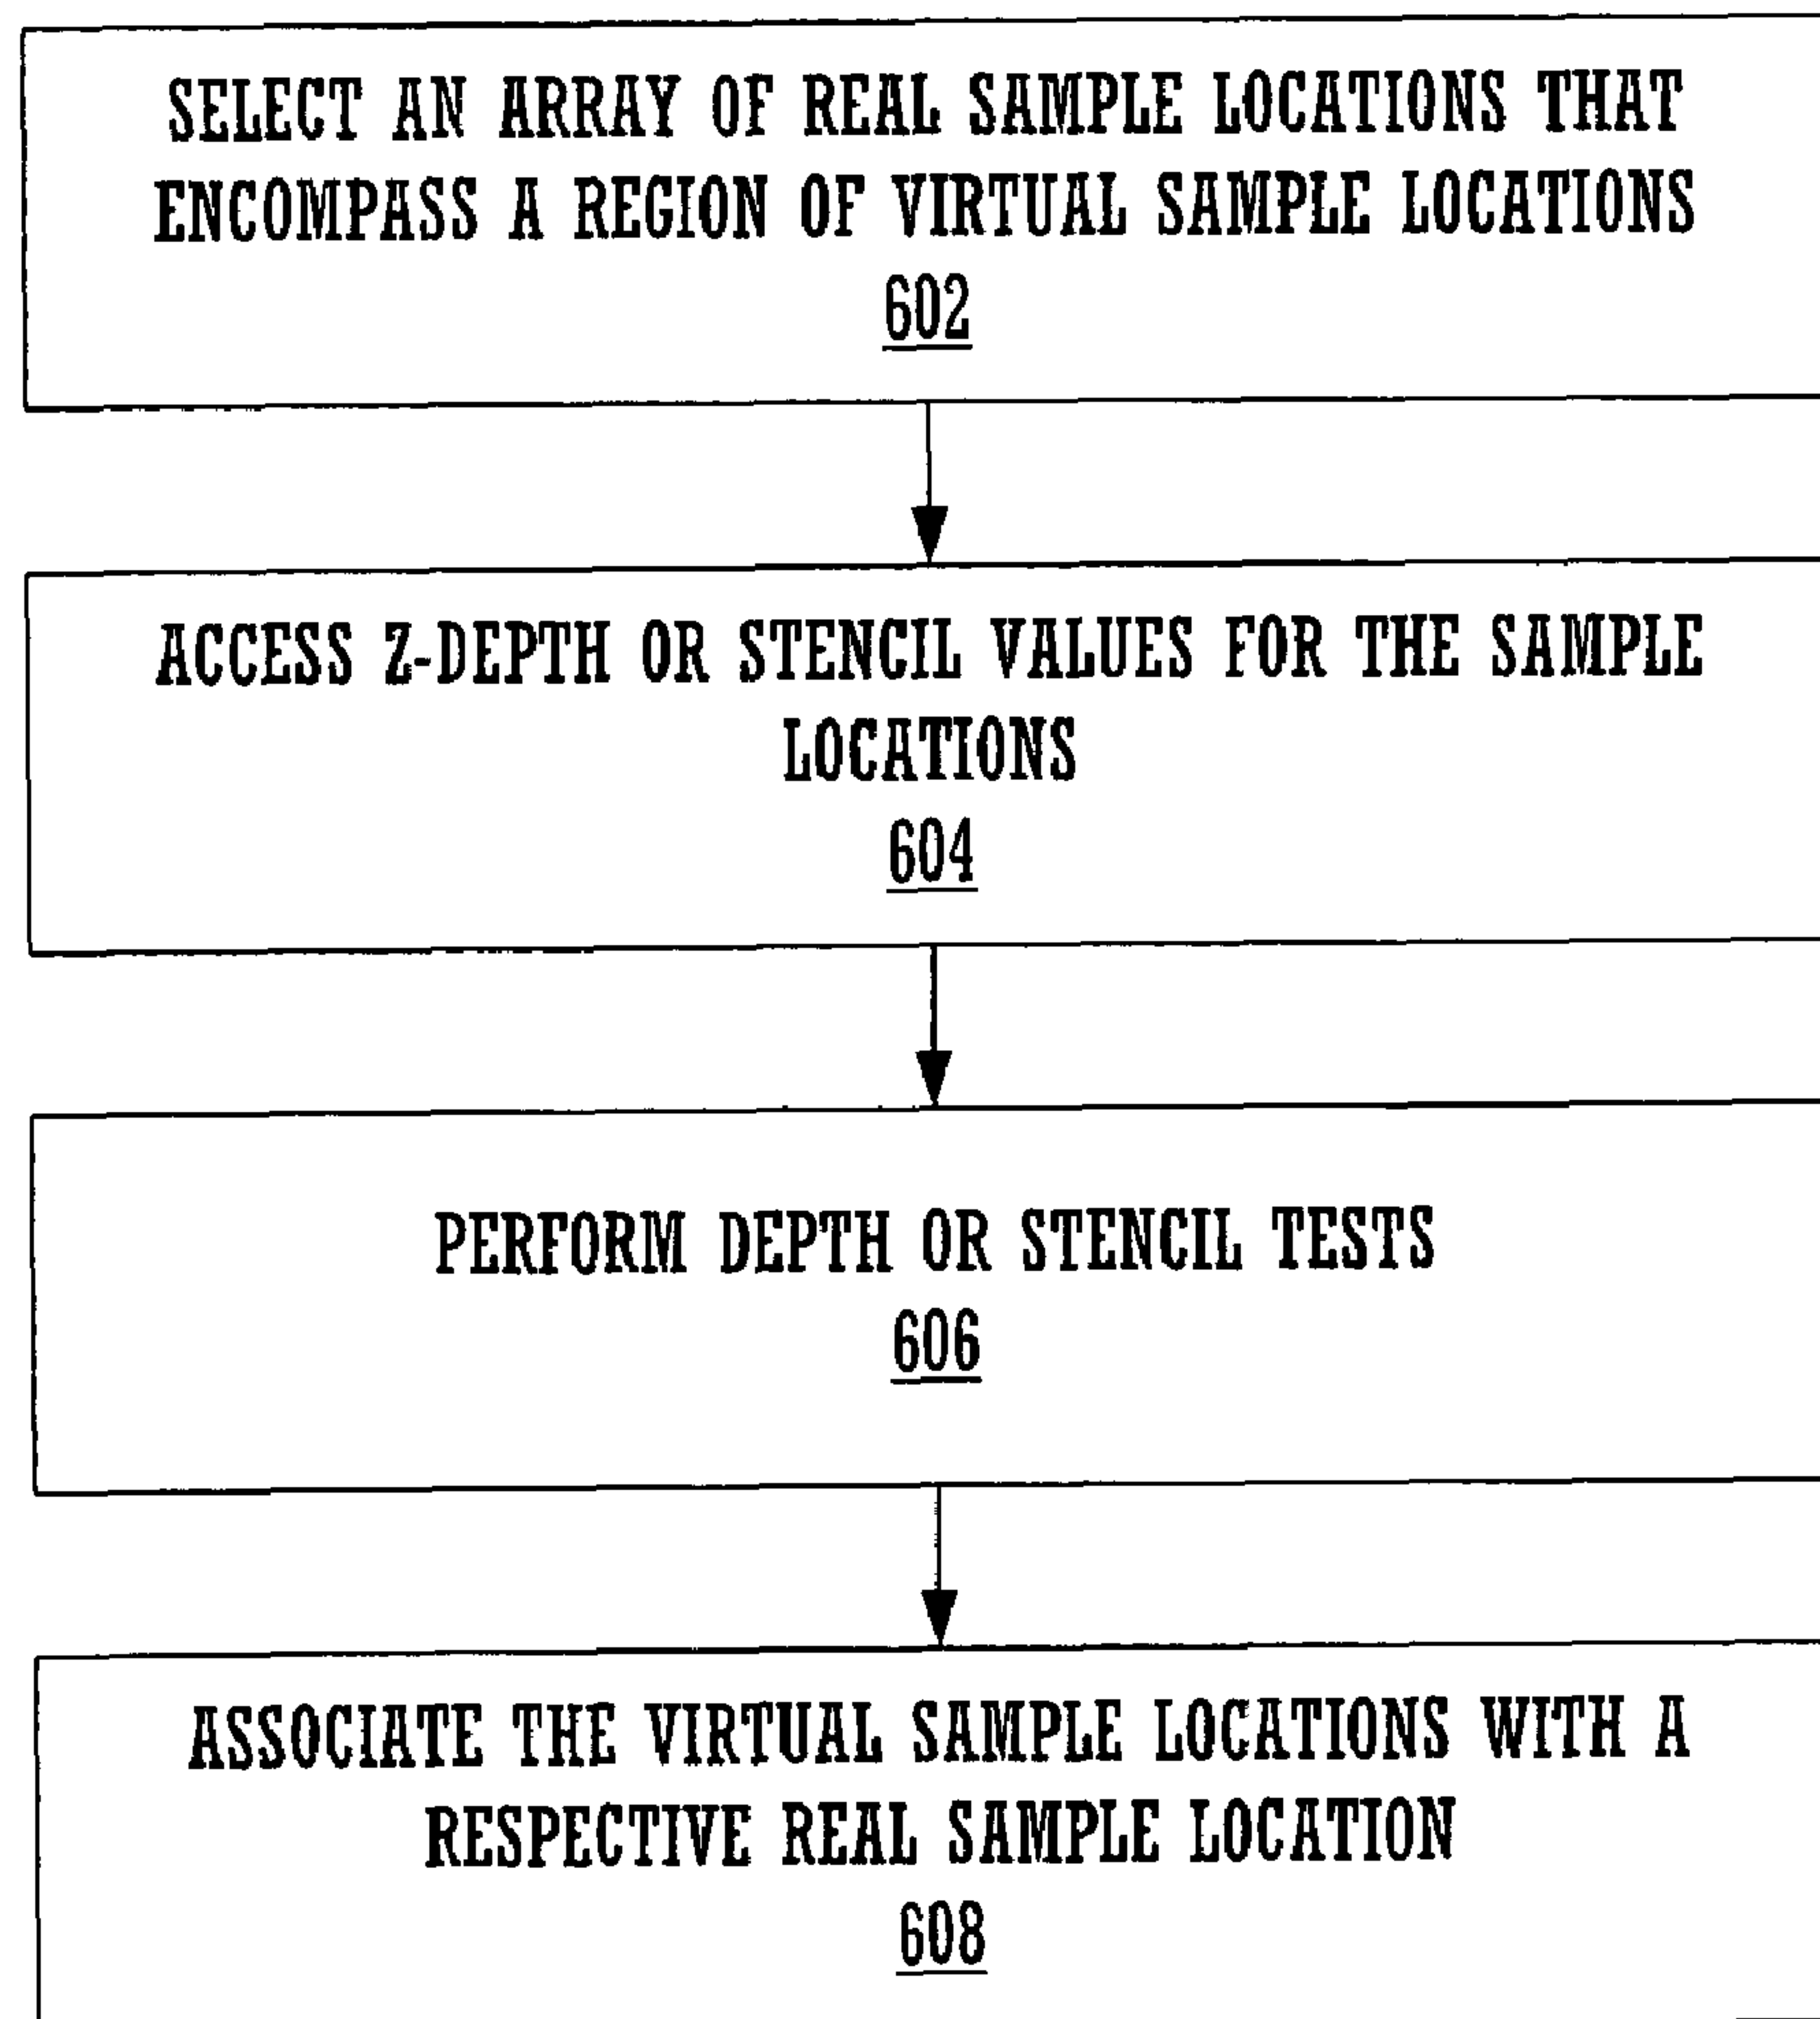 SELECT AN ARRAY OF REAL SAMPLE LOCATIONS THAT
ENCOMPASS A REGION OF VIRTUAL SAMPLE LOCATIONS
602
ACCESS Z-DEPTH OR STENCIL VALUES FOR THE SAMPLE
LOCATIONS
604
PERFORM DEPTH OR STENCIL TESTS
606
ASSOCIATE THE VIRTUAL SAMPLE LOCATIONS WITH A
RESPECTIVE REAL SAMPLE LOCATION
608